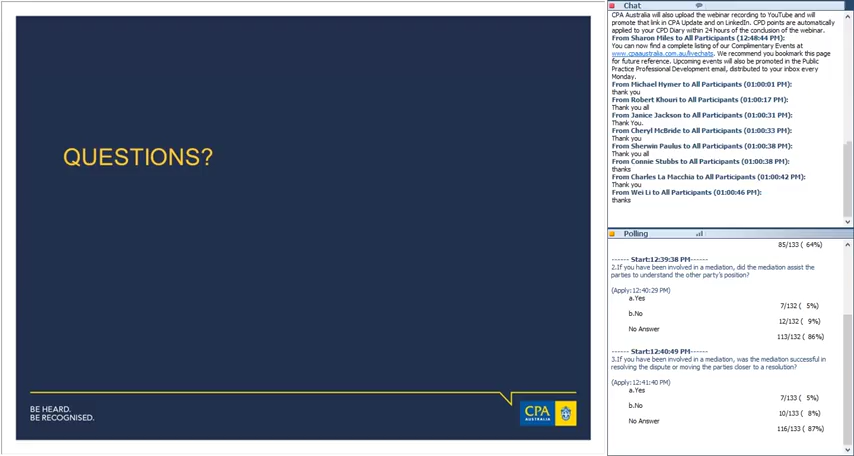 QUESTIONS?
BE HEARD.
BE RECOGNISED.
CPA
AUSTRALIA
Chat
CPA Australia will also upload the webinar recording to YouTube and will
promote that link in CPA Update and on LinkedIn. CPD points are automatically
applied to your CPD Diary within 24 hours of the conclusion of the webinar.
From Sharon Miles to All Participants (12:48:44 PM):
You can now find a complete listing of our Complimentary Events at
www.cpaaustralia.com.au/livechats. We recommend you bookmark this page
for future reference. Upcoming events will also be promoted in the Public
Practice Professional Development email, distributed to your inbox every
Monday.
From Michael Hymer to All Participants (01:00:01 PM):
thank you
From Robert Khouri to All Participants (01:00:17 PM):
Thank you all
From Janice Jackson to All Participants (01:00:31 PM):
Thank You.
From Cheryl McBride to All Participants (01:00:33 PM):
Thank you
From Sherwin Paulus to All Participants (01:00:38 PM):
Thank you all
From Connie Stubbs to All Participants (01:00:38 PM):
thanks
From Charles La Macchia to All Participants (01:00:42 PM):
Thank you
From Wei Li to All Participants (01:00:46 PM):
thanks
Polling
85/133 ( 64%)
------ Start:12:39:38 PM------
2.If you have been involved in a mediation, did the mediation assist the
parties to understand the other party's position?
(Apply:12:40:29 PM)
a.Yes
7/132 ( 5%)
b.No
12/132 ( 9%)
No Answer
113/132 ( 86%)
------ Start:12:40:49 PM------
3.If you have been involved in a mediation, was the mediation successful in
resolving the dispute or moving the parties closer to a resolution?
(Apply:12:41:40 PM)
a.Yes
7/133 ( 5%)
b.No
10/133 ( 8%)
No Answer
116/133 ( 87%)